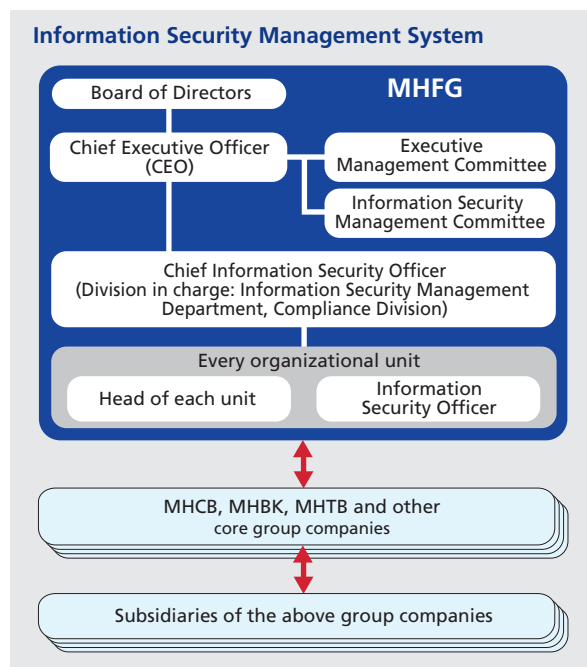 Information Security Management System
MHFG
Board of Directors
Chief Executive Officer
(CEO)
Executive
Management Committee
Information Security
Management Committee
Chief Information Security Officer
(Division in charge: Information Security Management
Department, Compliance Division)
Every organizational unit
Head of each unit
Information
Security Officer
MHCB, MHBK, MHTB and other
core group companies
Subsidiaries of the above group companies